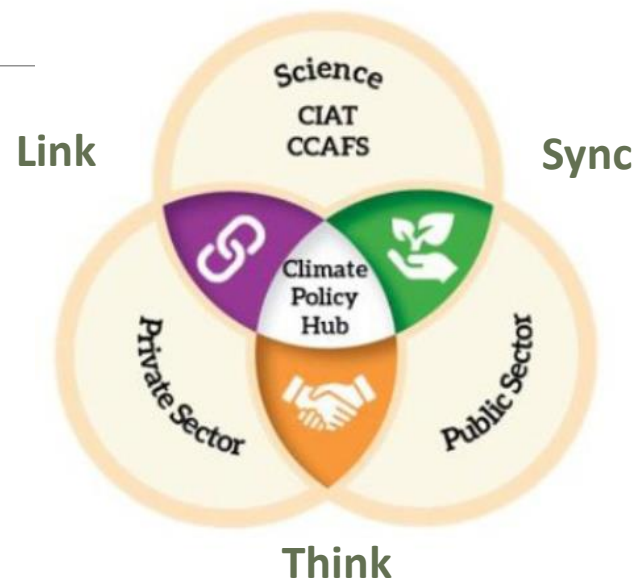 Science
CIAT
CCAFS
Link
Sync
Climate
Policy
Hub
Private Sector
Public Sector
Think